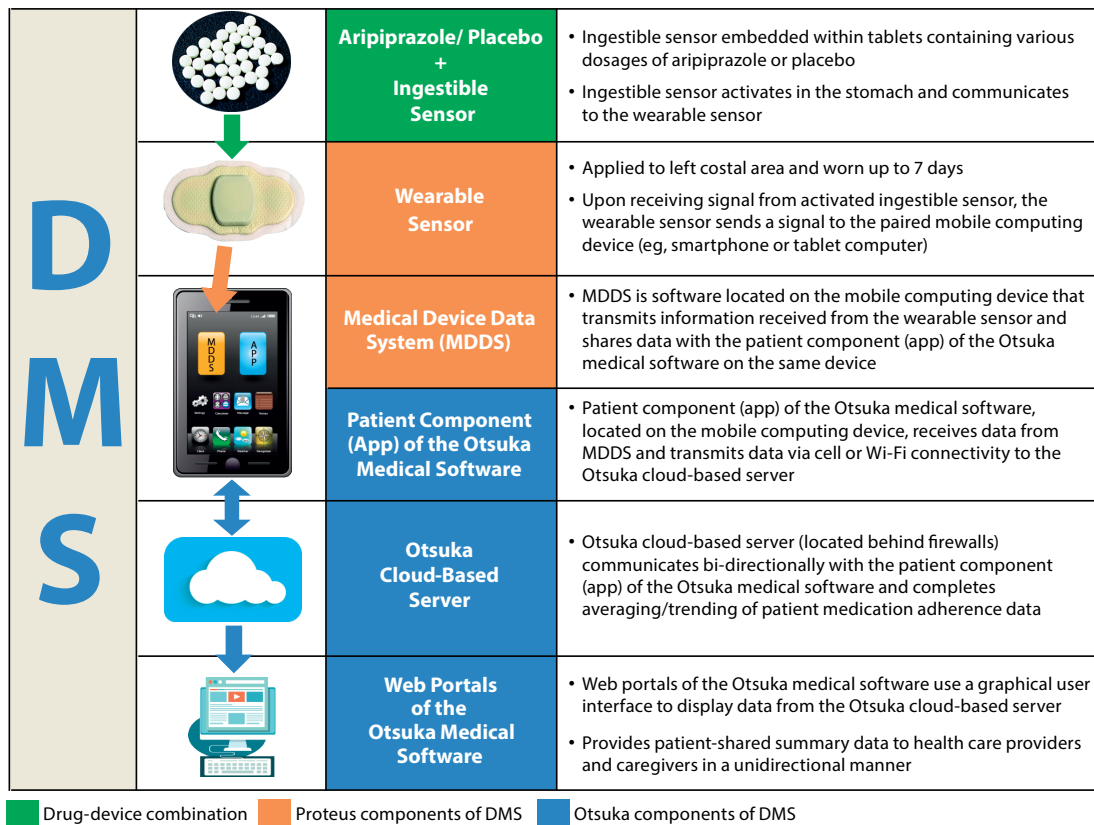 D
M
S
Aripiprazole/ Placebo
+
Ingestible
Sensor
• Ingestible sensor embedded within tablets containing various
dosages of aripiprazole or placebo
• Ingestible sensor activates in the stomach and communicates
to the wearable sensor
Wearable
Sensor
• Applied to left costal area and worn up to 7 days
• Upon receiving signal from activated ingestible sensor, the
wearable sensor sends a signal to the paired mobile computing
device (eg, smartphone or tablet computer)
MDDS
APP
Medical Device Data
System (MDDS)
• MDDS is software located on the mobile computing device that
transmits information received from the wearable sensor and
shares data with the patient component (app) of the Otsuka
medical software on the same device
Patient Component
(App) of the Otsuka
Medical Software
• Patient component (app) of the Otsuka medical software,
located on the mobile computing device, receives data from
MDDS and transmits data via cell or Wi-Fi connectivity to the
Otsuka cloud-based server
Otsuka
Cloud-Based
Server
• Otsuka cloud-based server (located behind firewalls)
communicates bi-directionally with the patient component
(app) of the Otsuka medical software and completes
averaging/trending of patient medication adherence data
Web Portals
of the
Otsuka Medical
Software
• Web portals of the Otsuka medical software use a graphical user
interface to display data from the Otsuka cloud-based server
• Provides patient-shared summary data to health care providers
and caregivers in a unidirectional manner
Drug-device combination
Proteus components of DMS
Otsuka components of DMS